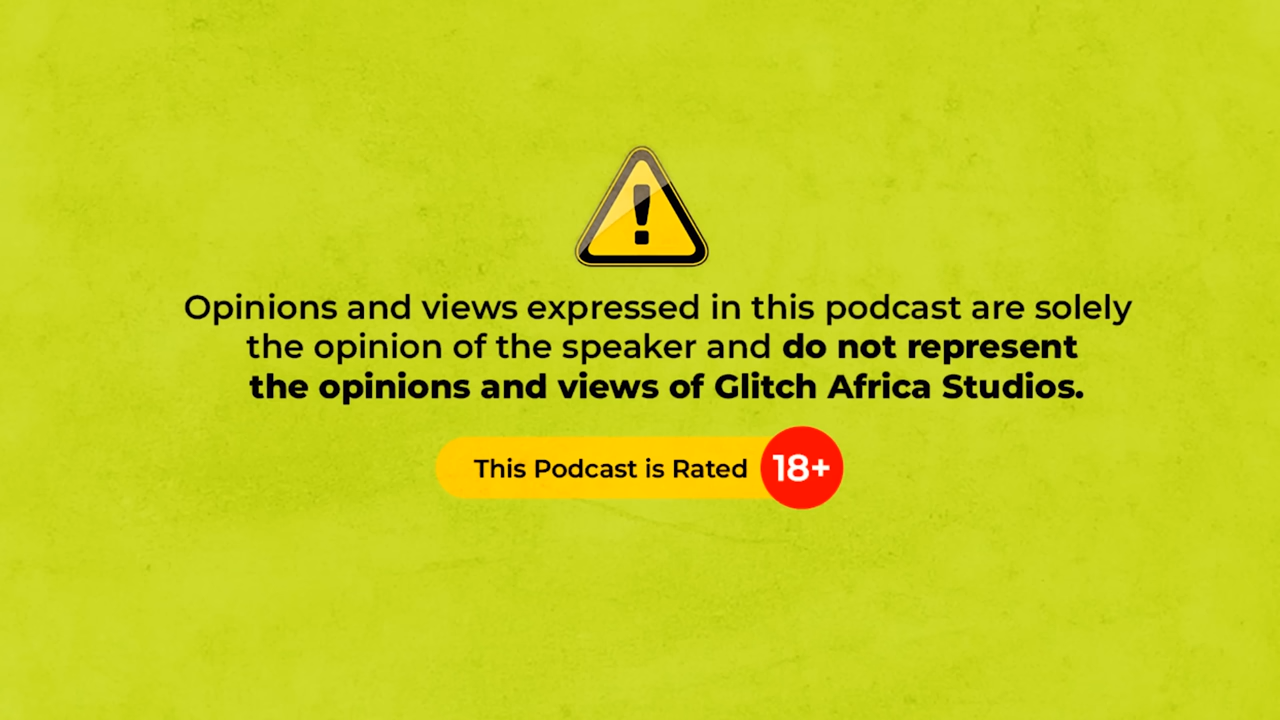 Opinions and views expressed in this podcast are solely
the opinion of the speaker and do not represent
the opinions and views of Glitch Africa Studios.
This Podcast is Rated 18+